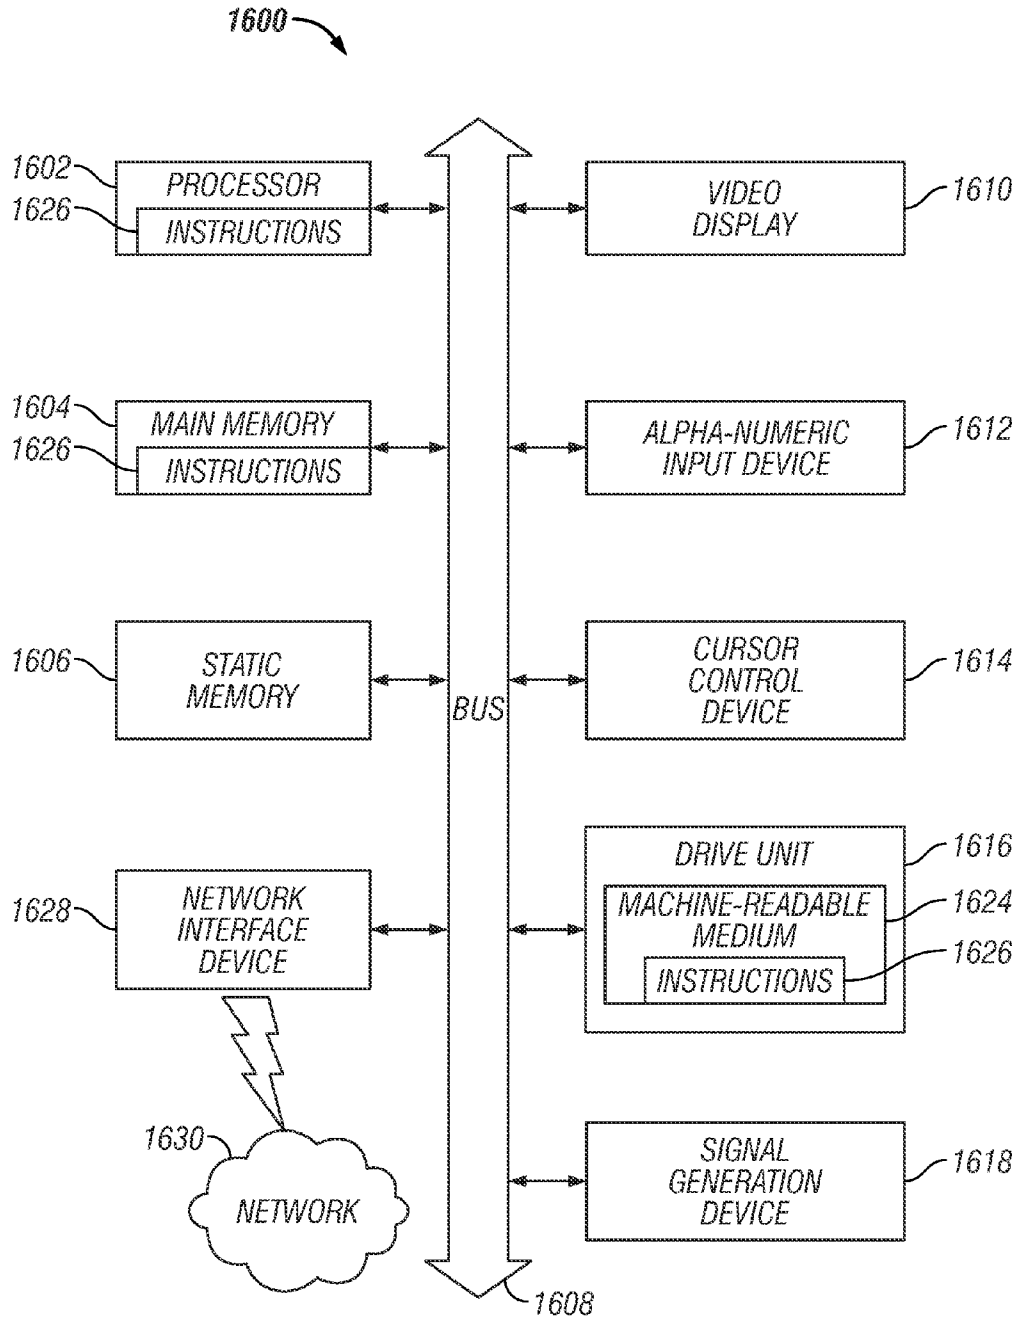 1600
1602
PROCESSOR
1626
INSTRUCTIONS
VIDEO
DISPLAY
1610
1604
MAIN MEMORY
1626
INSTRUCTIONS
ALPHA-NUMERIC
INPUT DEVICE
1612
1606
STATIC
MEMORY
BUS
CURSOR
CONTROL
DEVICE
1614
1628
NETWORK
INTERFACE
DEVICE
DRIVE UNIT
1616
MACHINE-READABLE
MEDIUM
1624
INSTRUCTIONS
1626
1630
NETWORK
SIGNAL
GENERATION
DEVICE
1618
1608